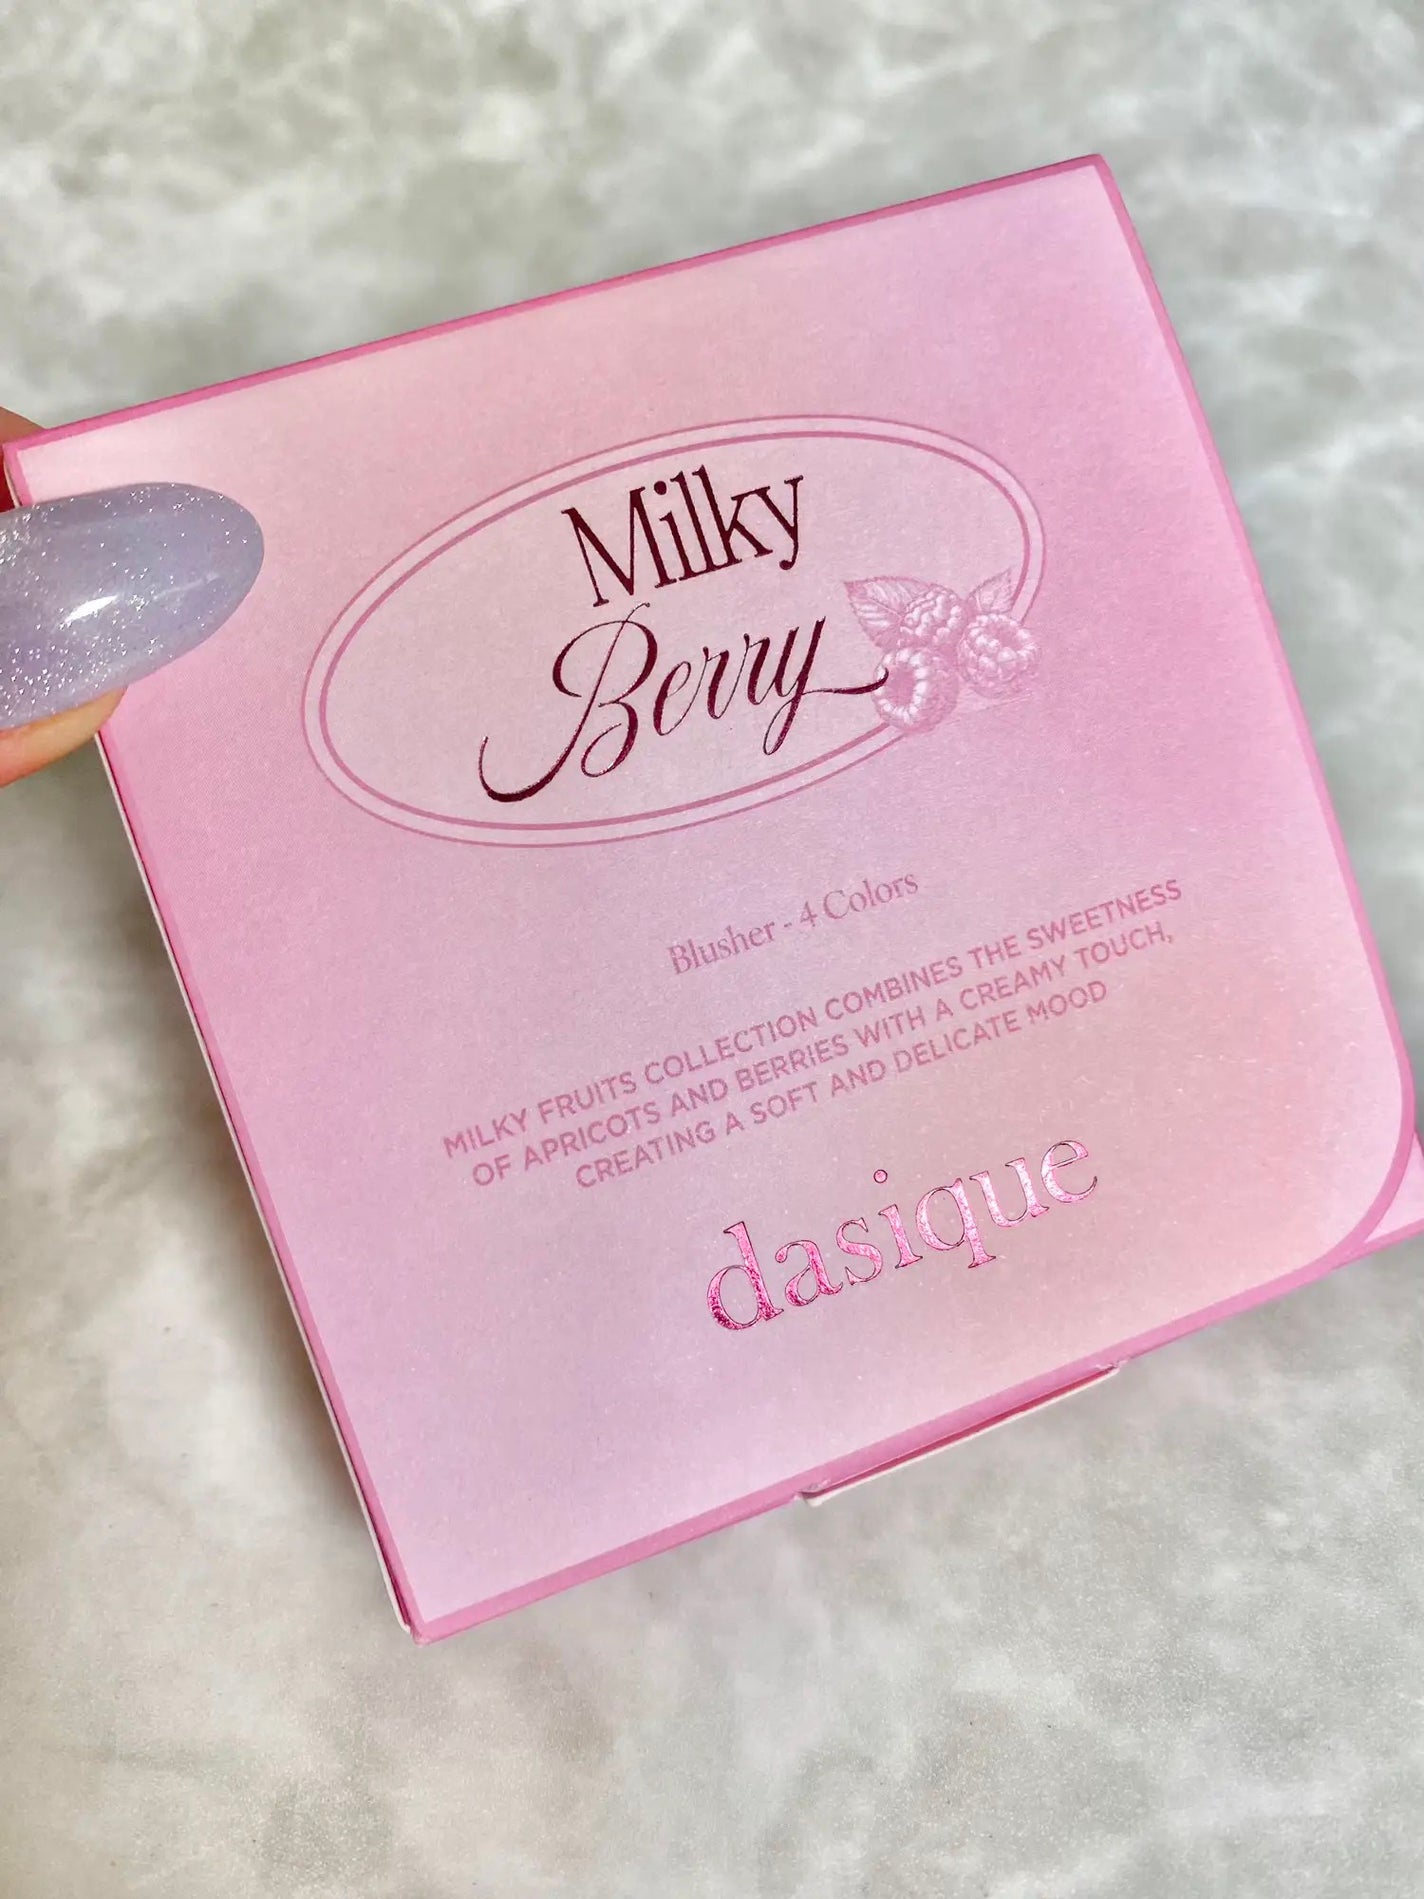 Milky
Berry
Blusher - 4 Colors
MILKY FRUITS COLLECTION COMBINES THE SWEETNESS
OF APRICOTS AND BERRIES WITH A CREAMY TOUCH,
CREATING A SOFT AND DELICATE MOOD
dasique